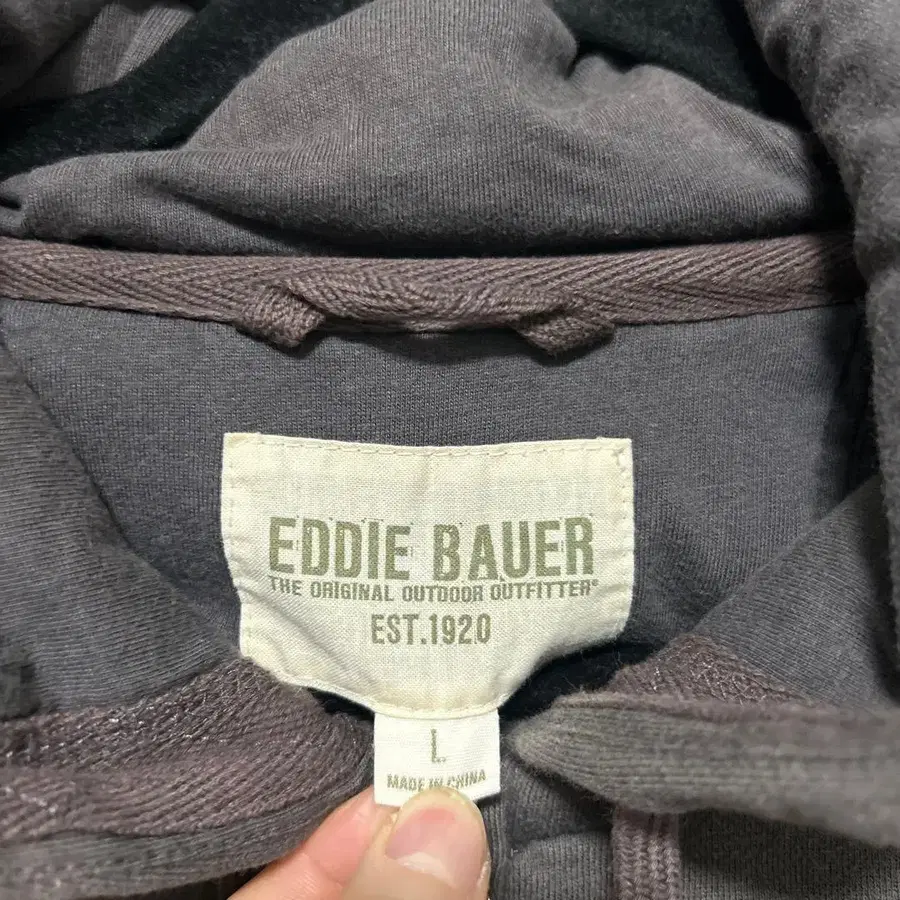 EDDIE BAUER
THE ORIGINAL OUTDOOR OUTFITTER®
EST.1920
L
MADE IN CHINA